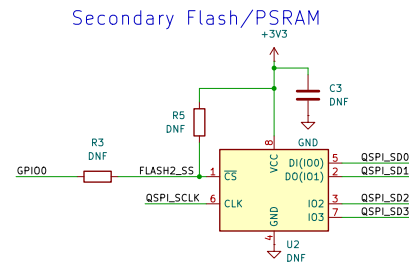 Secondary Flash/PSRAM
+3V3
C3
DNF
R5
DNF
GND
R3
DNF
8
VCC
GPIO0
FLASH2_SS
1
CS
DI(IO0)
5
QSPI_SD0
DO(IO1)
2
QSPI_SD1
QSPI_SCLK
6
CLK
IO2
3
QSPI_SD2
IO3
7
QSPI_SD3
GND
4
U2
DNF